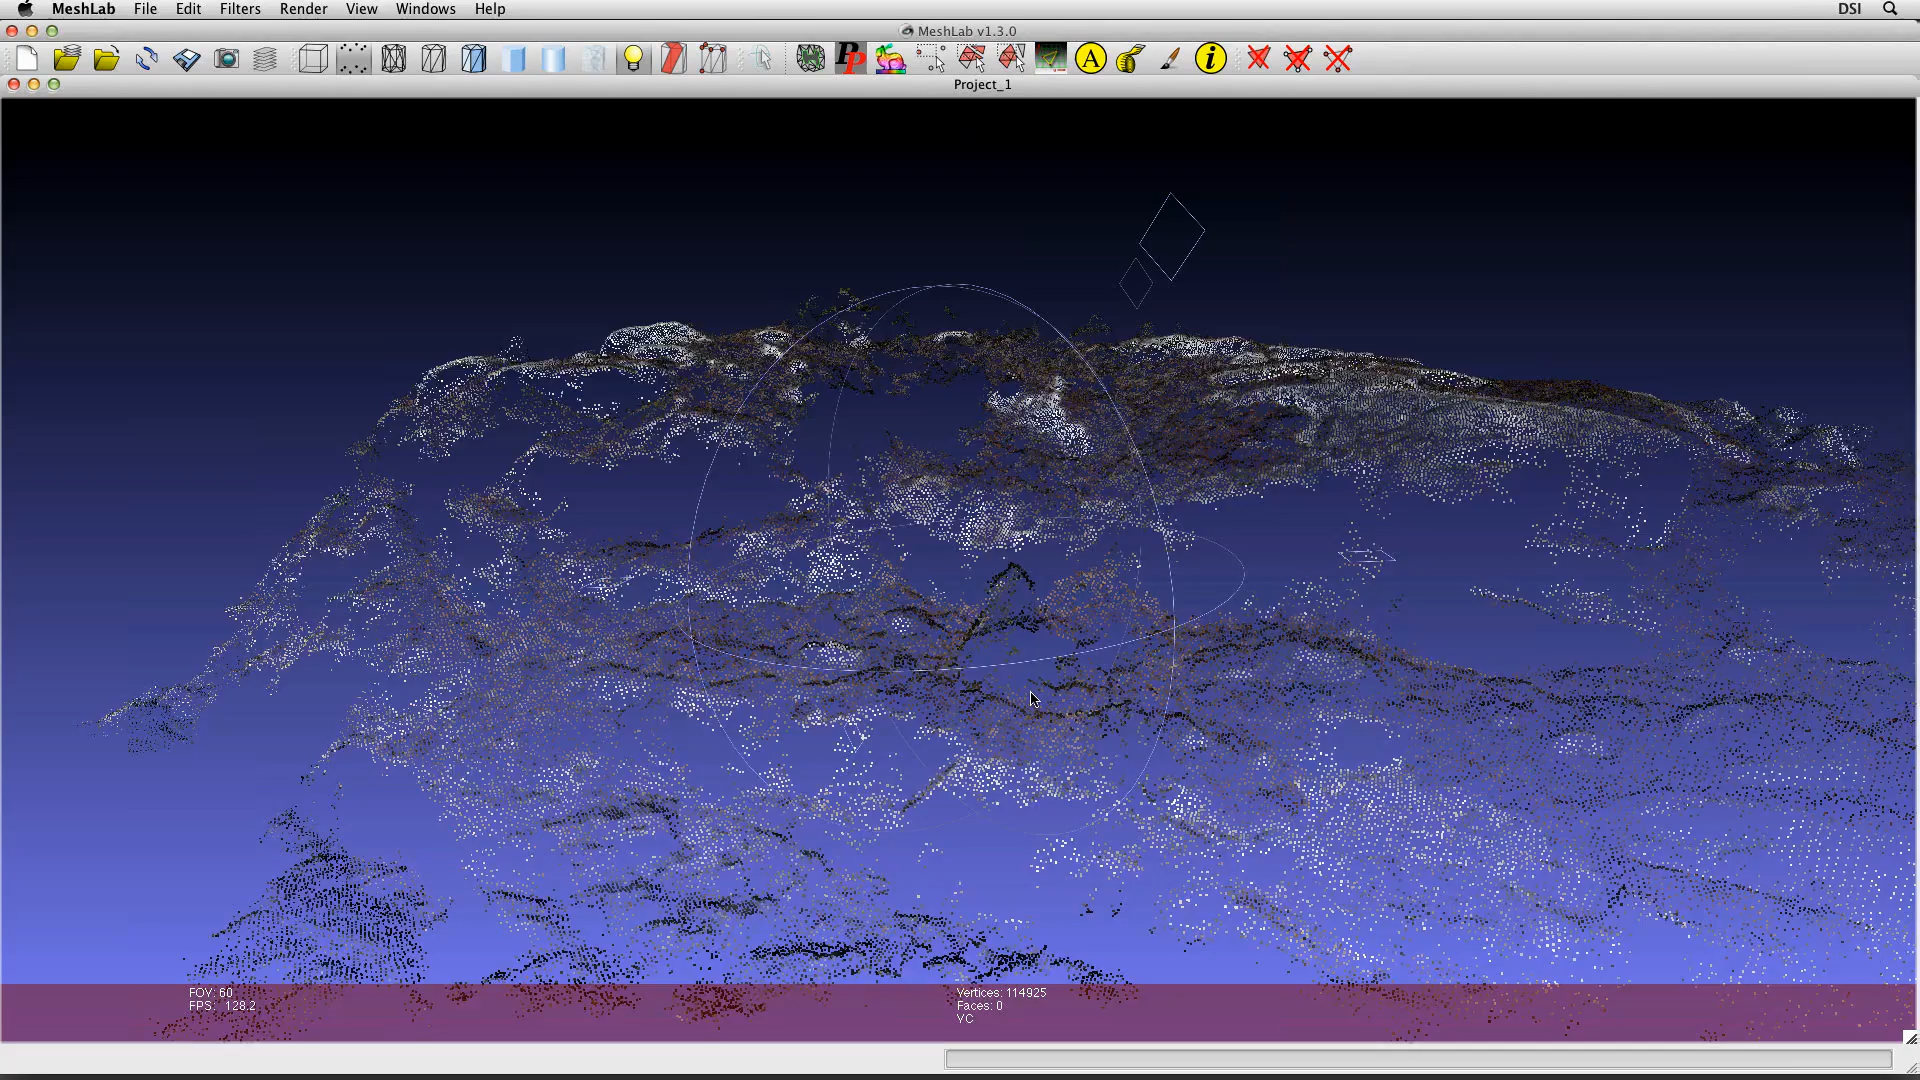 MeshLab File Edit Filters Render View Windows Help DSI
MeshLab v1.3.0
PP A i
Project_1
FOV: 60
FPS: 128.2
Vertices: 114925
Faces: 0
VC